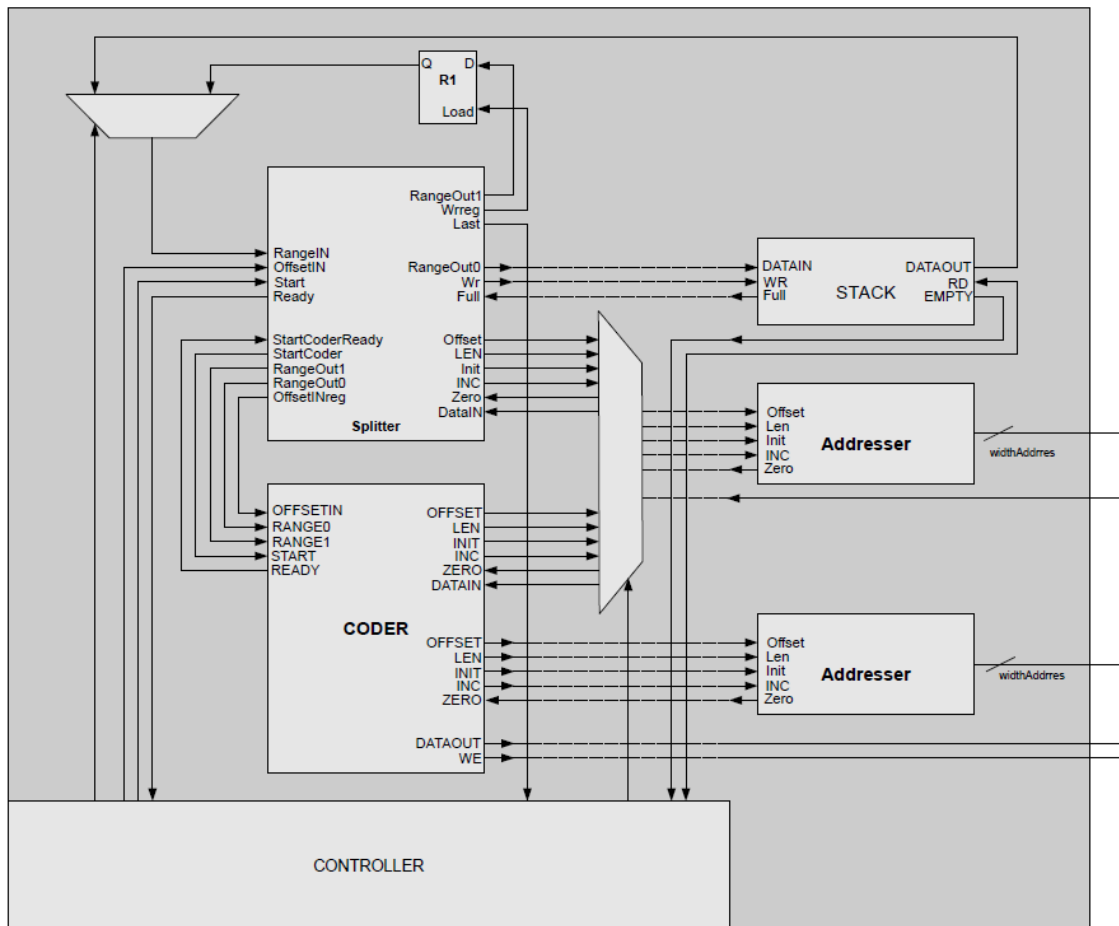 Q D
R1
Load
RangeOut1
Wrreg
Last
RangeIN
OffsetIN
Start
Ready
RangeOut0
Wr
Full
DATAIN
WR
Full
STACK
DATAOUT
RD
EMPTY
StartCoderReady
StartCoder
RangeOut1
RangeOut0
OffsetINreg
Offset
LEN
Init
INC
Zero
DataIN
Splitter
Offset
Len
Init
INC
Zero
Addresser
widthAddrres
OFFSETIN
RANGE0
RANGE1
START
READY
OFFSET
LEN
INIT
INC
ZERO
DATAIN
CODER
OFFSET
LEN
INIT
INC
ZERO
DATAOUT
WE
Offset
Len
Init
INC
Zero
Addresser
widthAddrres
CONTROLLER